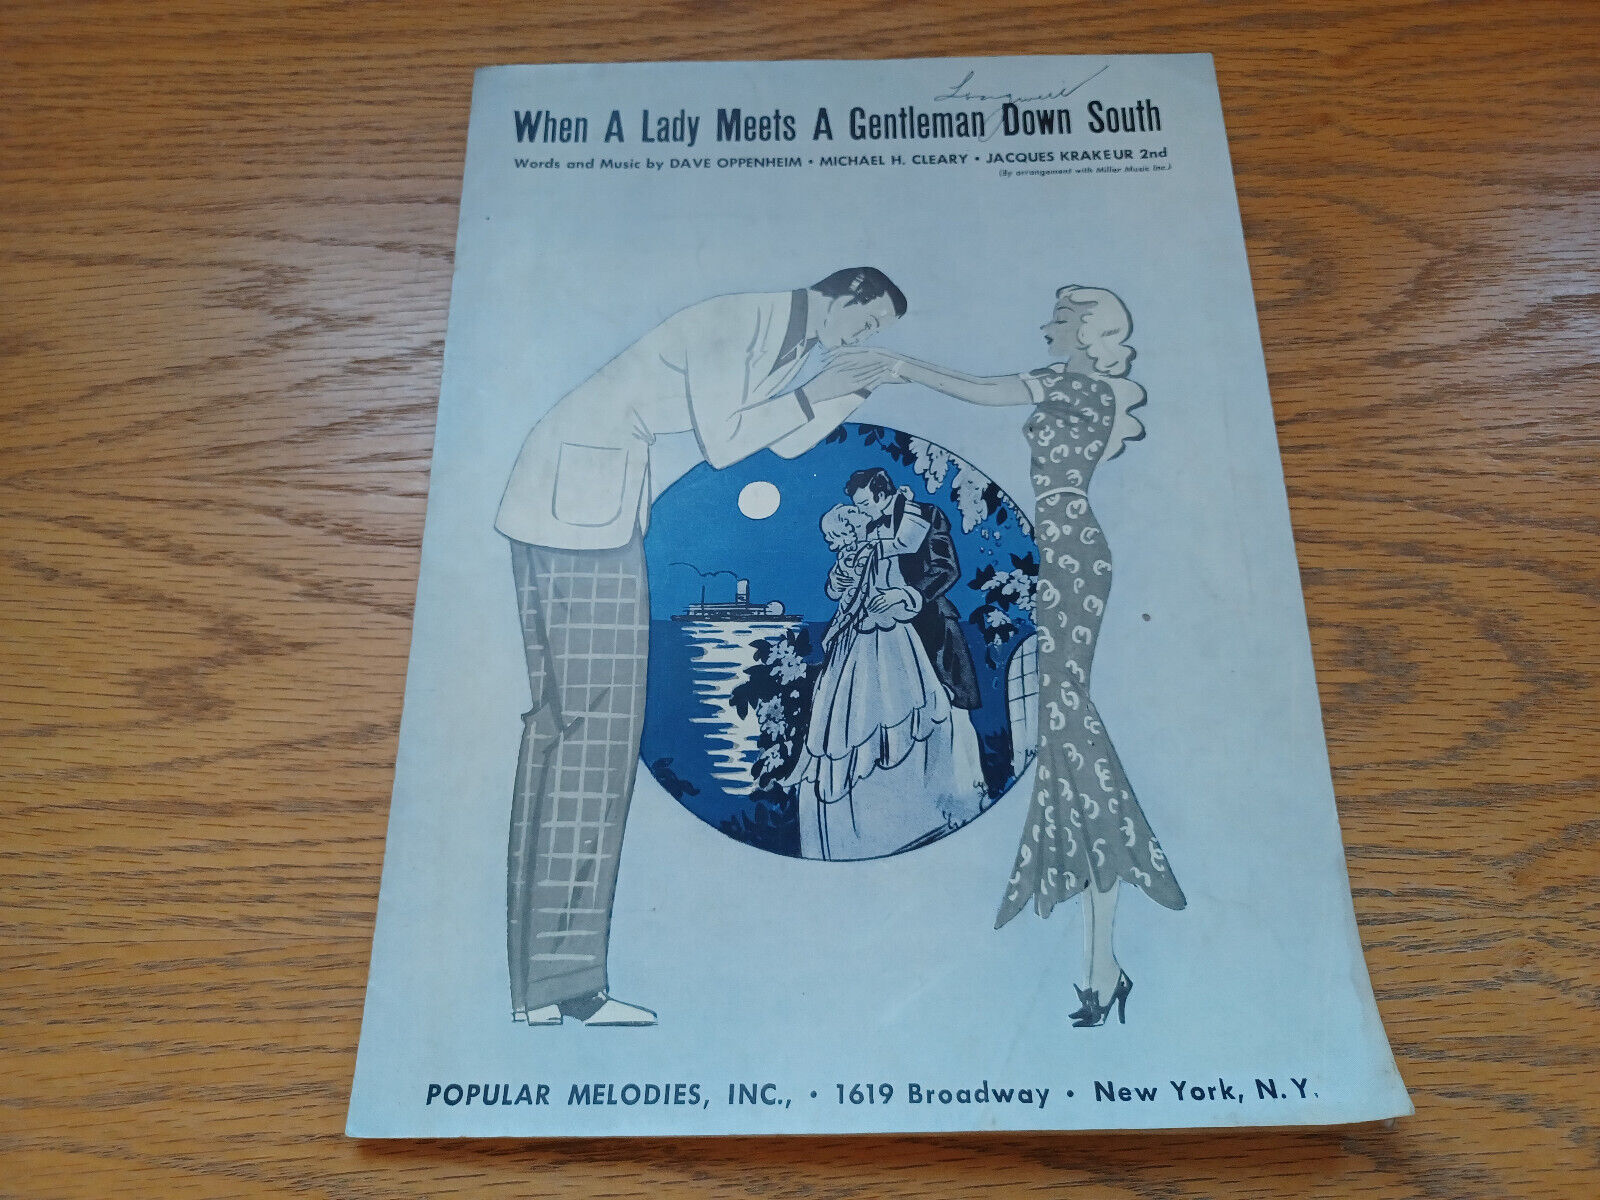 When A Lady Meets A Gentleman Down South
Words and Music by DAVE OPPENHEIM • MICHAEL H. CLEARY • JACQUES KRAKEUR 2nd
(By arrangement with Miller Music Inc.)
POPULAR MELODIES, INC., • 1619 Broadway • New York, N.Y.